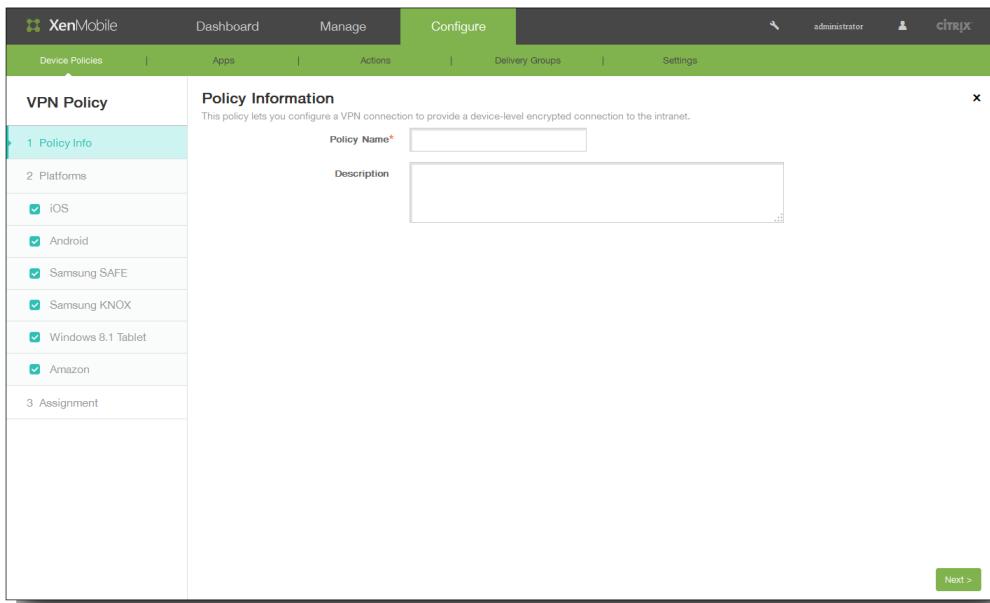 XenMobile Dashboard Manage Configure administrator CİTRIX
Device Policies | Apps | Actions | Delivery Groups | Settings
VPN Policy
1 Policy Info
2 Platforms
iOS
Android
Samsung SAFE
Samsung KNOX
Windows 8.1 Tablet
Amazon
3 Assignment
Policy Information
This policy lets you configure a VPN connection to provide a device-level encrypted connection to the intranet.
Policy Name*
Description
Next >